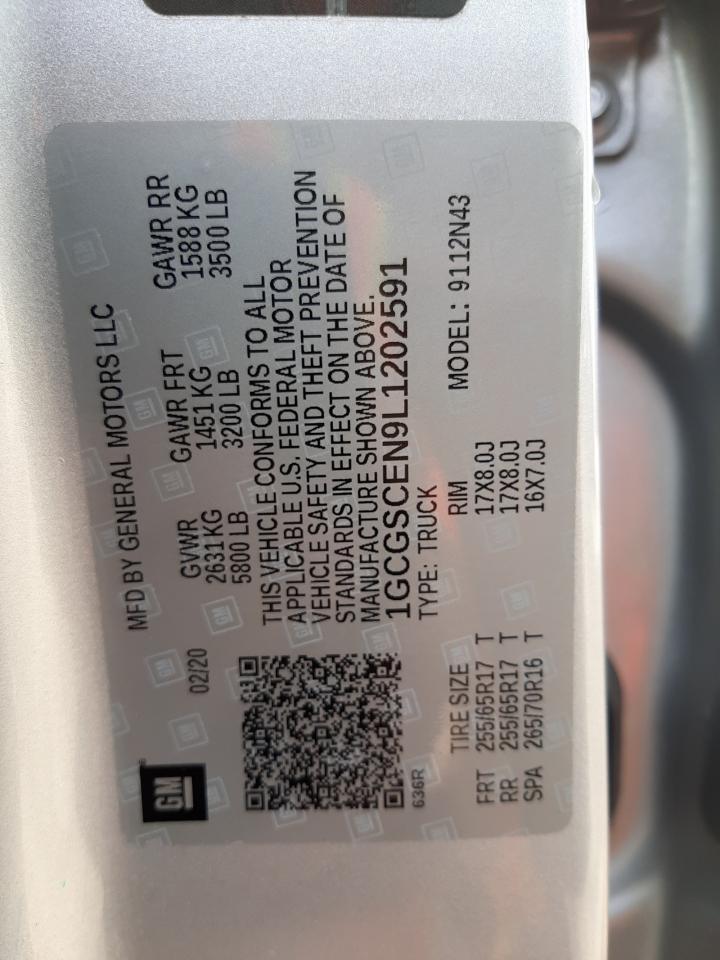 GM
MFD BY GENERAL MOTORS LLC
02/20
GVWR GAWR FRT GAWR RR
2631 KG 1451 KG 1588 KG
5800 LB 3200 LB 3500 LB
THIS VEHICLE CONFORMS TO ALL
APPLICABLE U.S. FEDERAL MOTOR
VEHICLE SAFETY AND THEFT PREVENTION
STANDARDS IN EFFECT ON THE DATE OF
MANUFACTURE SHOWN ABOVE.
1GCGSCEN9L1202591
636R
TYPE: TRUCK MODEL: 9112N43
TIRE SIZE RIM
FRT 255/65R17 T 17X8.0J
RR 255/65R17 T 17X8.0J
SPA 265/70R16 T 16X7.0J